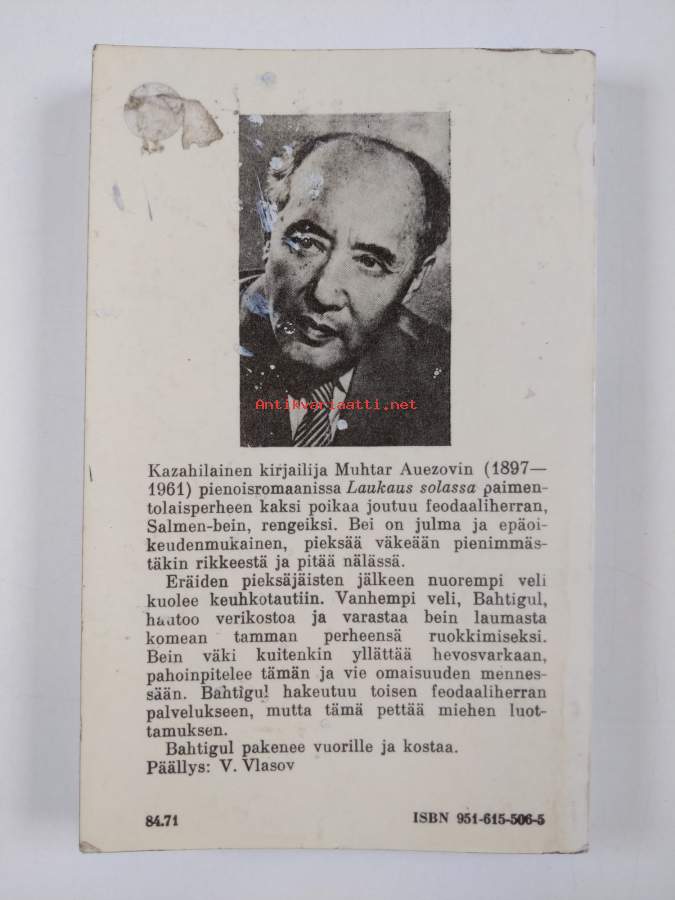 Antikvariaatti.net
Kazahilainen kirjailija Muhtar Auezovin (1897—
1961) pienoisromaanissa Laukaus solassa paimen-
tolaisperheen kaksi poikaa joutuu feodaaliherran,
Salmen-bein, rengeiksi. Bei on julma ja epäoi-
keudenmukainen, pieksää väkeään pienimmäs-
täkin rikkeestä ja pitää nälässä.
Eräiden pieksäjäisten jälkeen nuorempi veli
kuolee keuhkotautiin. Vanhempi veli, Bahtigul,
hautoo verikostoa ja varastaa bein laumasta
komean tamman perheensä ruokkimiseksi.
Bein väki kuitenkin yllättää hevosvarkaan,
pahoinpitelee tämän ja vie omaisuuden mennes-
sään. Bahtigul hakeutuu toisen feodaaliherran
palvelukseen, mutta tämä pettää miehen luot-
tamuksen.
Bahtigul pakenee vuorille ja kostaa.
Päällys: V. Vlasov
84.71 ISBN 951-615-506-5